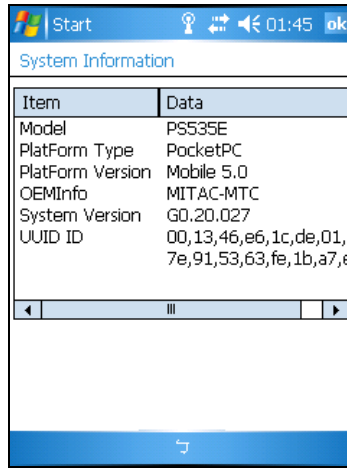 Start 01:45 ok
System Information
Item Data
Model PS535E
PlatForm Type PocketPC
PlatForm Version Mobile 5.0
OEMInfo MITAC-MTC
System Version G0.20.027
UUID ID 00,13,46,e6,1c,de,01,
7e,91,53,63,fe,1b,a7,e